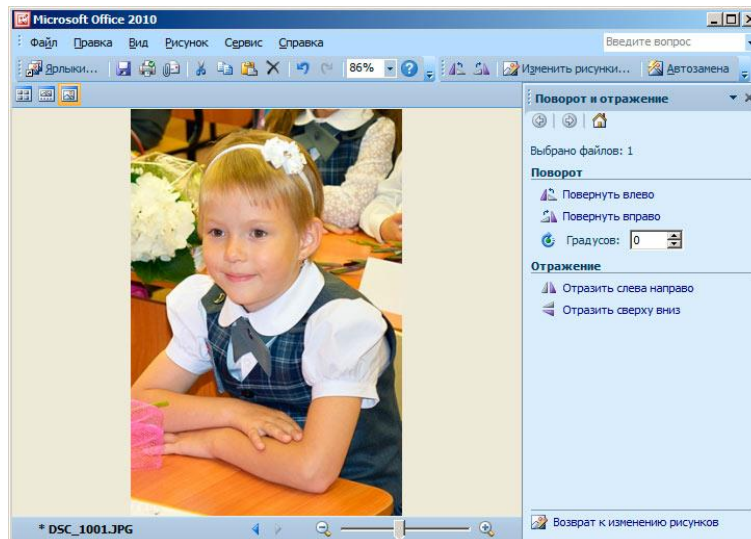 Microsoft Office 2010
Файл Правка Вид Рисунок Сервис Справка Введите вопрос
Ярлыки... 86% Изменить рисунки... Автозамена
Поворот и отражение
Выбрано файлов: 1
Поворот
Повернуть влево
Повернуть вправо
Градусов: 0
Отражение
Отразить слева направо
Отразить сверху вниз
* DSC_1001.JPG
Возврат к изменению рисунков